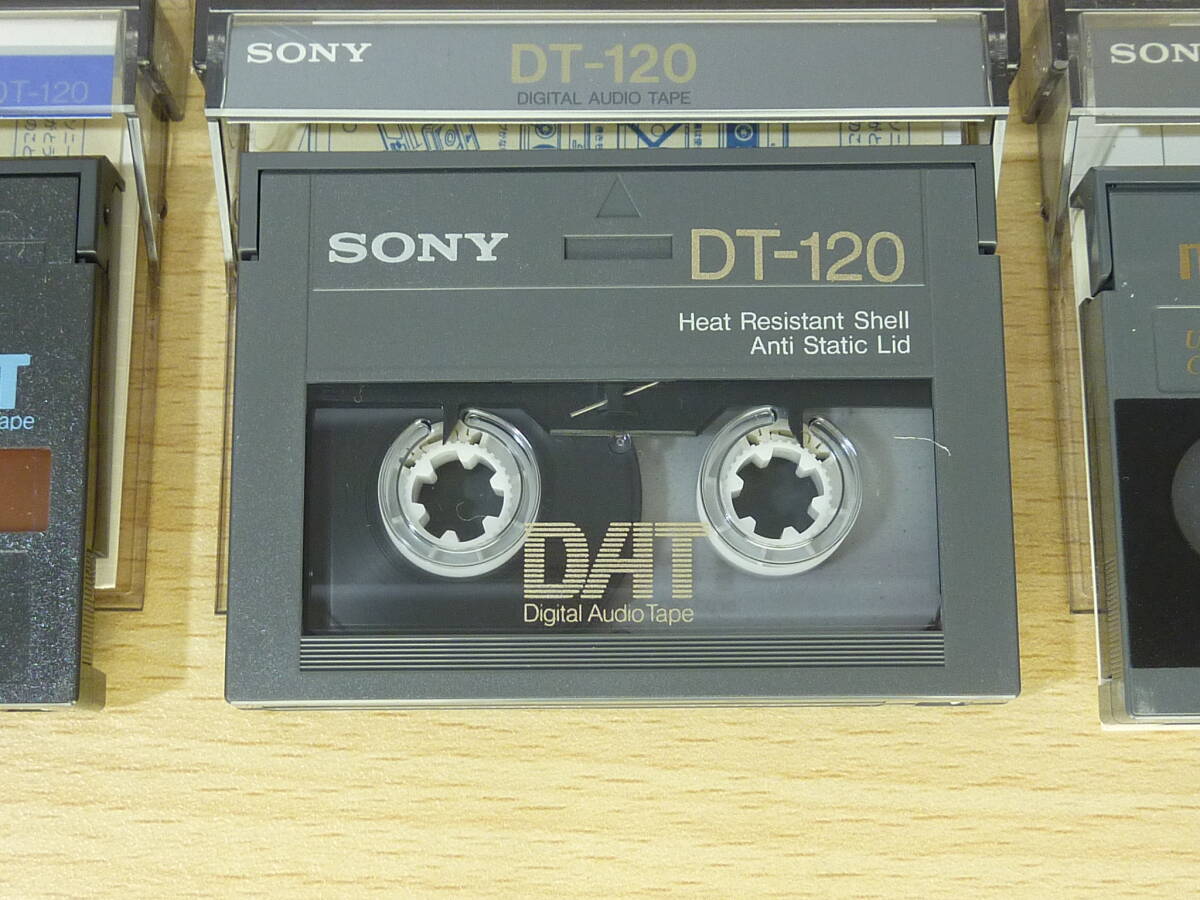 SONY
DT-120
DIGITAL AUDIO TAPE
DT-120
SON
SONY
DT-120
Heat Resistant Shell
Anti Static Lid
DAT
Digital Audio Tape
T
ape